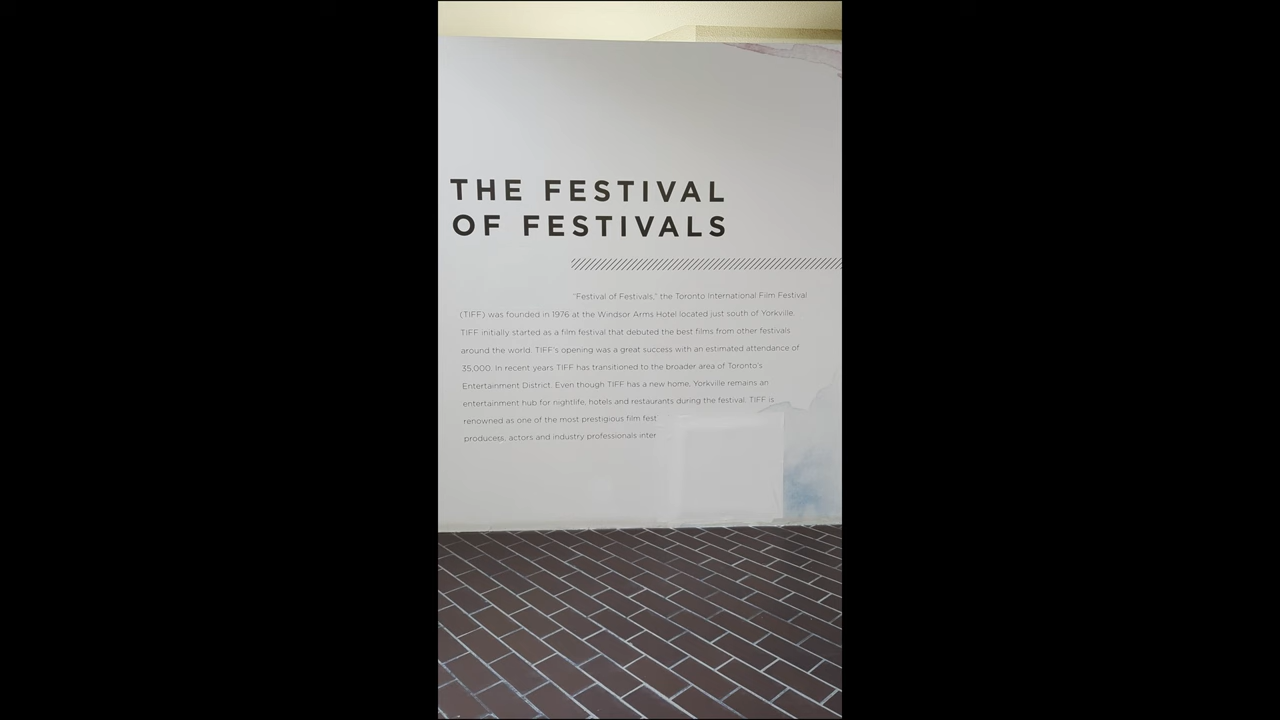 THE FESTIVAL
OF FESTIVALS
"Festival of Festivals," the Toronto International Film Festival
(TIFF) was founded in 1976 at the Windsor Arms Hotel located just south of Yorkville.
TIFF initially started as a film festival that debuted the best films from other festivals
around the world. TIFF's opening was a great success with an estimated attendance of
35,000. In recent years TIFF has transitioned to the broader area of Toronto's
Entertainment District. Even though TIFF has a new home, Yorkville remains an
entertainment hub for nightlife, hotels and restaurants during the festival. TIFF is
renowned as one of the most prestigious film fest
producers, actors and industry professionals inter